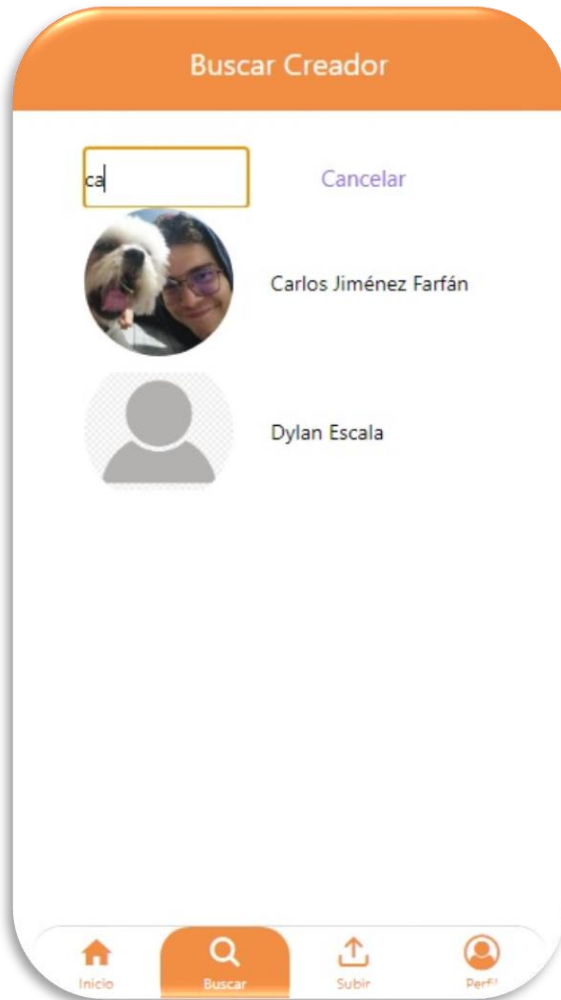 Buscar Creador
ca
Cancelar
Carlos Jiménez Farfán
Dylan Escala
Inicio
Buscar
Subir
Perfil